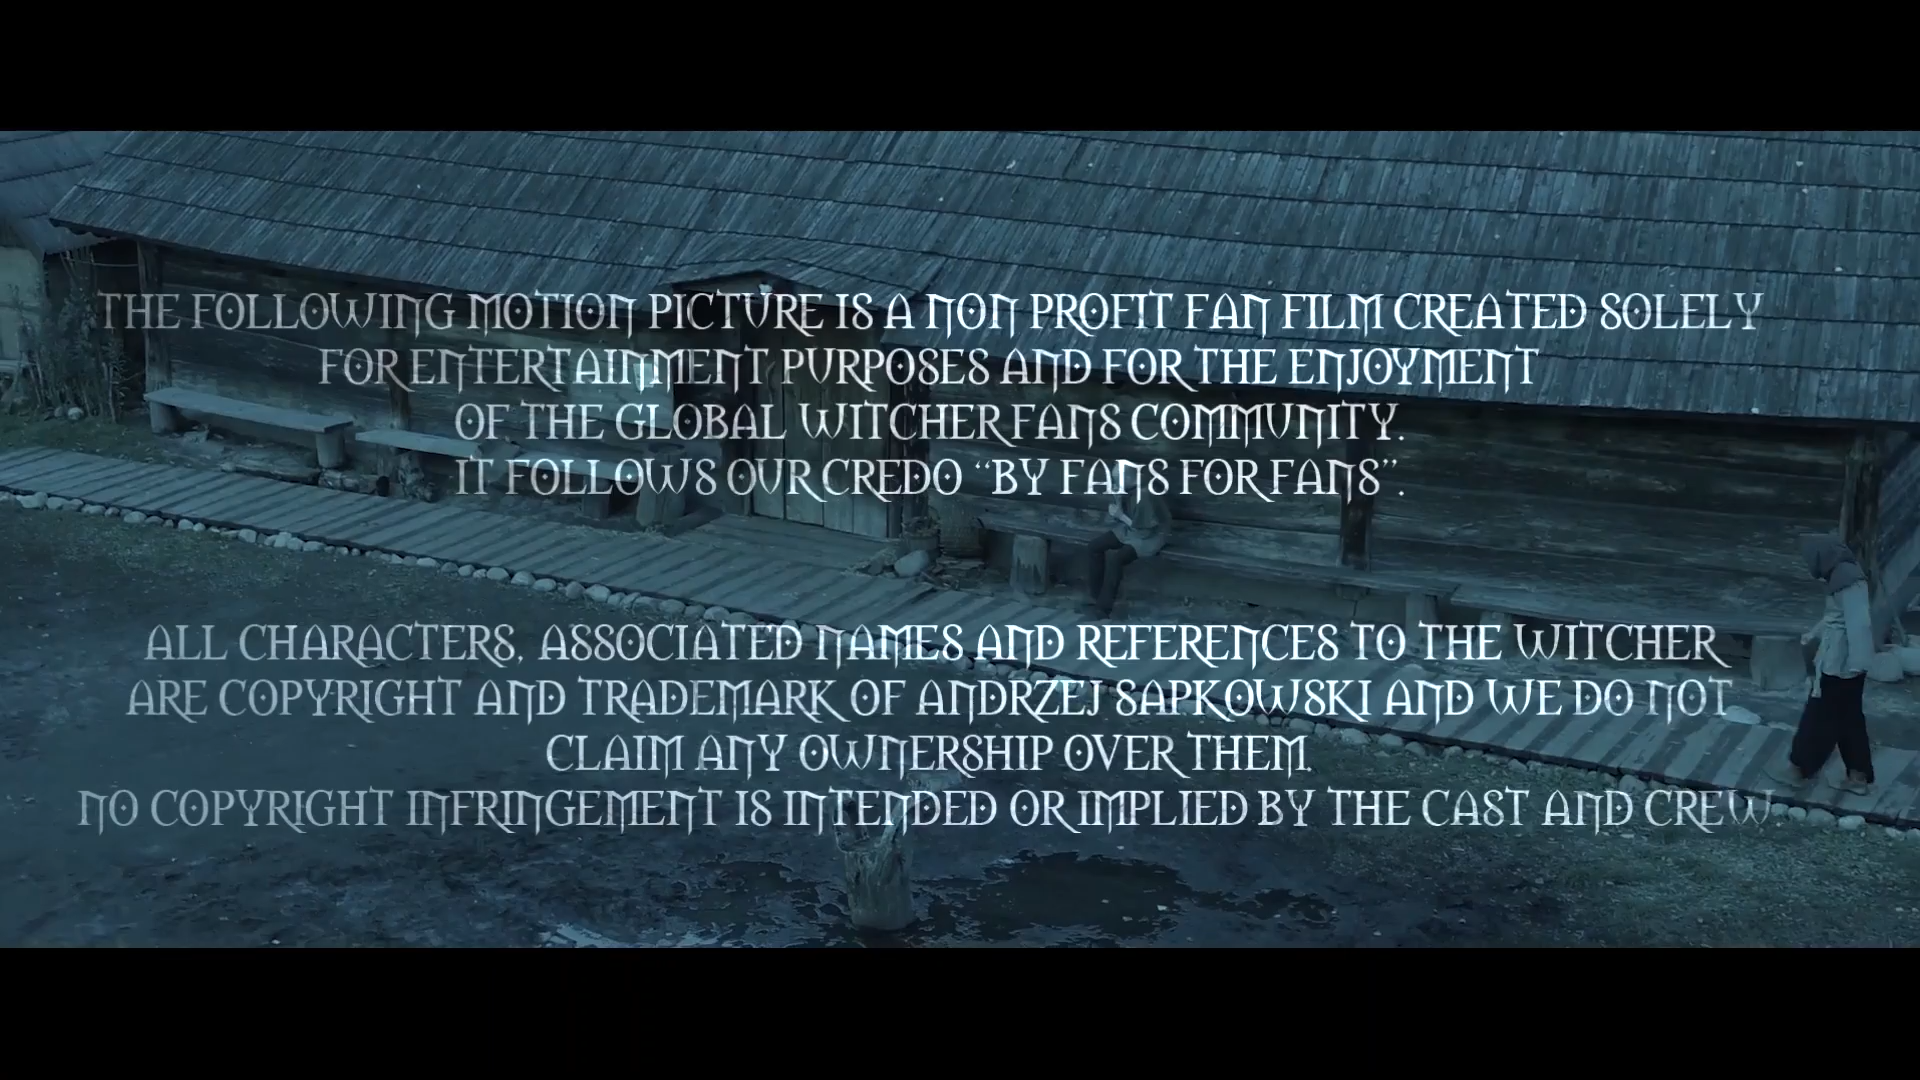 THE FOLLOWING MOTION PICTURE IS A NON PROFIT FAN FILM CREATED SOLELY
FOR ENTERTAINMENT PURPOSES AND FOR THE ENJOYMENT
OF THE GLOBAL WITCHER FANS COMMUNITY.
IT FOLLOWS OUR CREDO “BY FANS FOR FANS”.
ALL CHARACTERS, ASSOCIATED NAMES AND REFERENCES TO THE WITCHER
ARE COPYRIGHT AND TRADEMARK OF ANDRZEJ SAPKOWSKI AND WE DO NOT
CLAIM ANY OWNERSHIP OVER THEM.
NO COPYRIGHT INFRINGEMENT IS INTENDED OR IMPLIED BY THE CAST AND CREW.